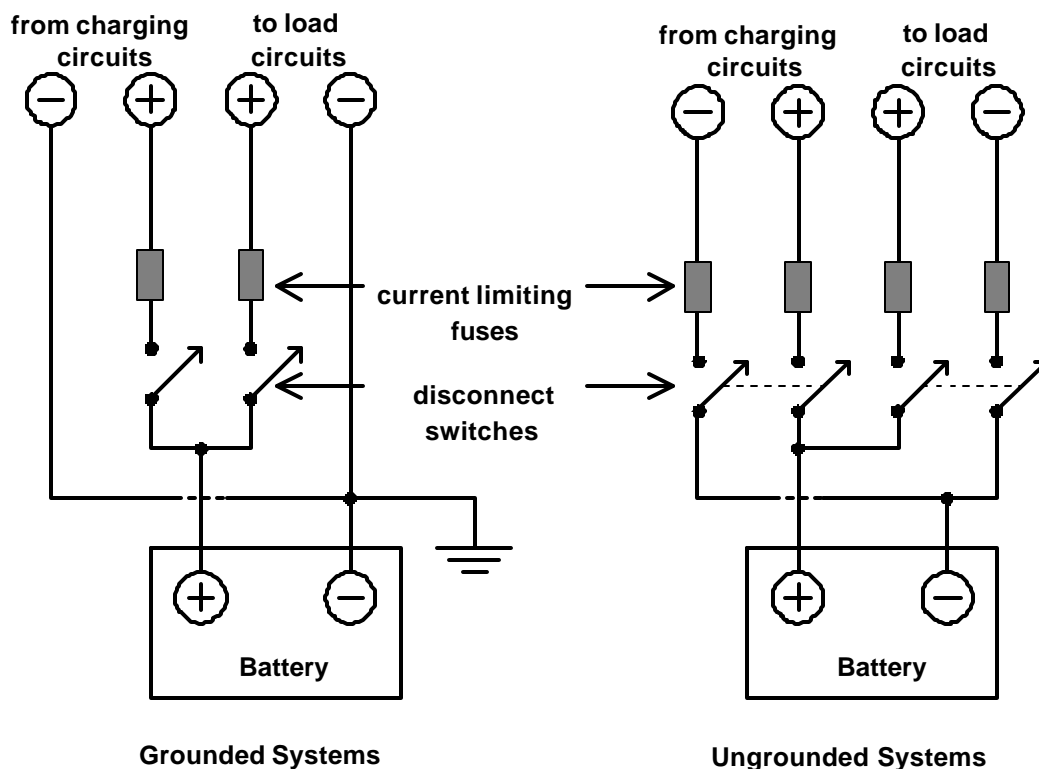 from charging
circuits
to load
circuits
− + + −
current limiting
fuses
disconnect
switches
+ −
Battery
Grounded Systems
from charging
circuits
to load
circuits
− + + −
+ −
Battery
Ungrounded Systems